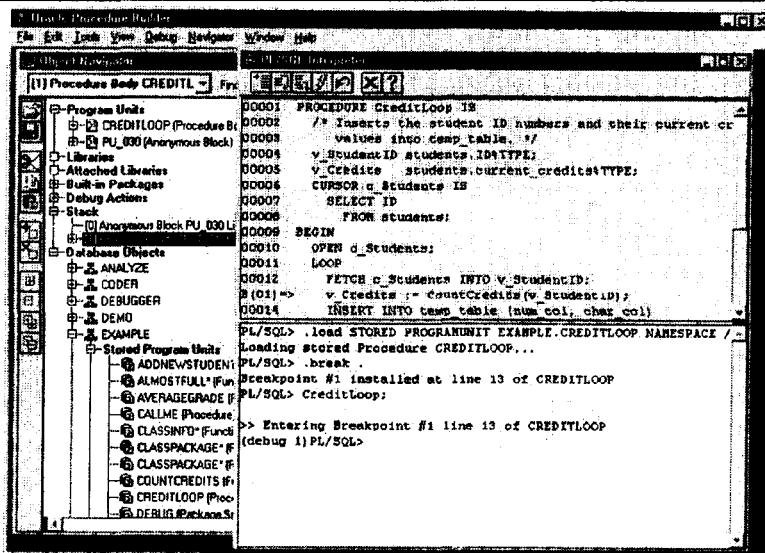 Oracle Procedure Builder
File Edit Tools View Debug Navigator Window Help
Object Navigator
[1] Procedure Body CREDITL
Program Units
CREDITLOOP (Procedure Bo
PU_030 (Anonymous Block)
Libraries
Attached Libraries
Built-in Packages
Debug Actions
Stack
[0] Anonymous Block PU_030 Li
Database Objects
ANALYZE
CODER
DEBUGGER
DEMO
EXAMPLE
Stored Program Units
ADDNEWSTUDENT
ALMOSTFULL* (Fun
AVERAGEGRADE (F
CALLME (Procedure
CLASSINFO* (Functi
CLASSPACKAGE* (F
CLASSPACKAGE* (F
COUNTCREDITS (F
CREDITLOOP (Proc
DEBUG (Package S
PL/SQL Interpreter
00001 PROCEDURE CreditLoop IS
00002 /* Inserts the student ID numbers and their current cr
00003 values into temp_table. */
00004 v_StudentID students.ID%TYPE;
00005 v_Credits students.current_credits%TYPE;
00006 CURSOR c_Students IS
00007 SELECT ID
00008 FROM students;
00009 BEGIN
00010 OPEN c_Students;
00011 LOOP
00012 FETCH c_Students INTO v_StudentID;
B(01)=> v_Credits := CountCredits(v_StudentID);
00014 INSERT INTO temp_table (num_col, char_col)
PL/SQL> .load STORED PROGRAMUNIT EXAMPLE.CREDITLOOP NAMESPACE /
Loading stored Procedure CREDITLOOP...
PL/SQL> .break .
Breakpoint #1 installed at line 13 of CREDITLOOP
PL/SQL> CreditLoop;
>> Entering Breakpoint #1 line 13 of CREDITLOOP
(debug 1)PL/SQL>